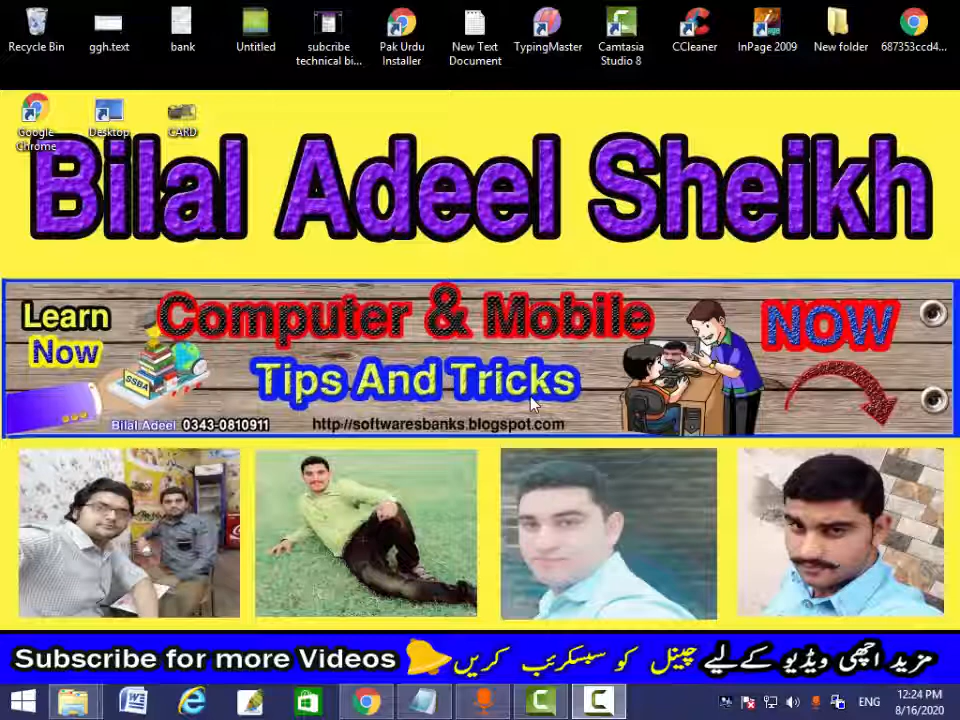 Recycle Bin
ggh.text
bank
Untitled
subcribe
technical bi...
Pak Urdu
Installer
New Text
Document
TypingMaster
Camtasia
Studio 8
CCleaner
InPage 2009
New folder
687353ccd4...
Google
Chrome
Desktop
CARD
Bilal Adeel Sheikh
Learn
Now
Computer & Mobile
Tips And Tricks
NOW
SSBA
Bilal Adeel 0343-0810911
http://softwaresbanks.blogspot.com
Subscribe for more Videos
مزید اچھی ویڈیو کےلیے چینل کو سبسکرئب کریں
ENG
12:24 PM
8/16/2020